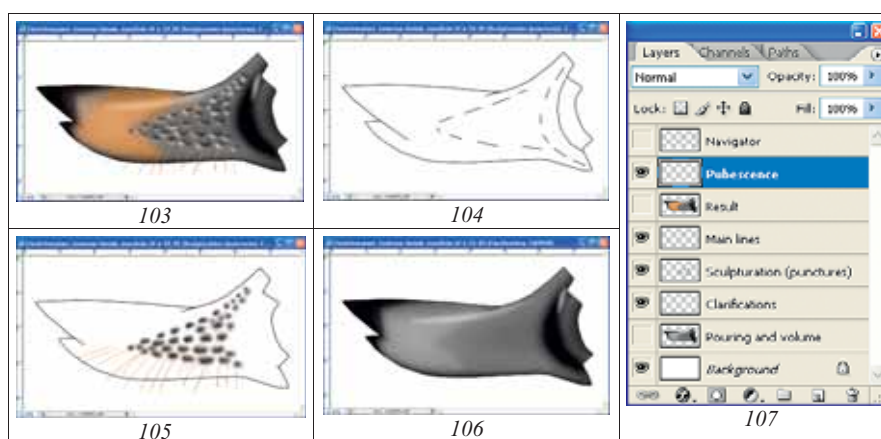 103
104
105
106
Layers Channels Paths
Normal Opacity: 100%
Lock: Fill: 100%
Navigator
Pubescence
Result
Main lines
Sculpturation (punctures)
Clarifications
Pouring and volume
Background
107